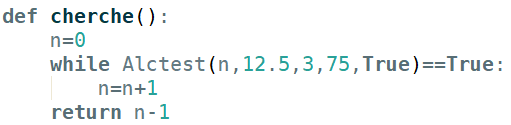 def cherche():
    n=0
    while Alctest(n,12.5,3,75,True)==True:
        n=n+1
    return n-1